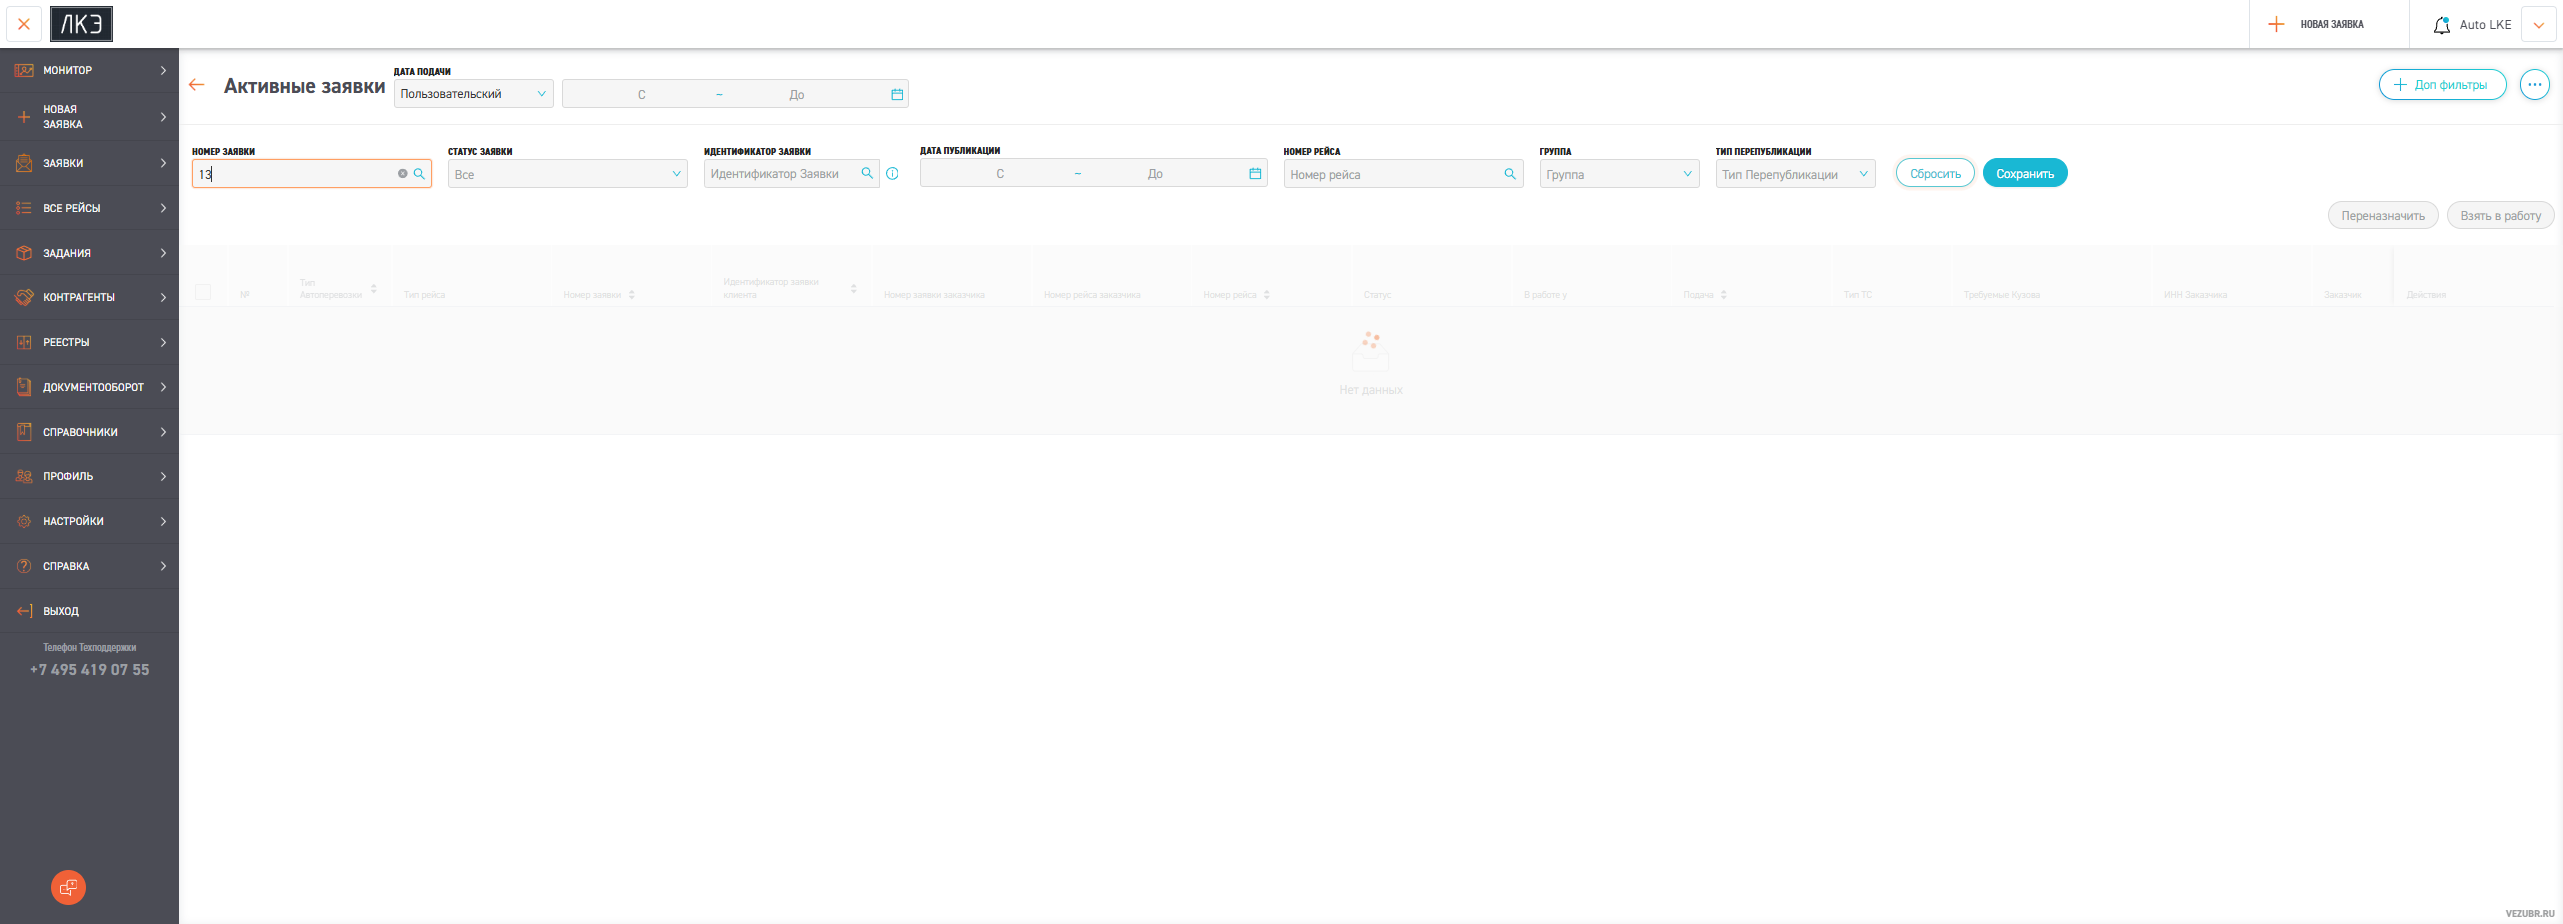 ЛКЭ
НОВАЯ ЗАЯВКА
Auto LKE
МОНИТОР
НОВАЯ
ЗАЯВКА
ЗАЯВКИ
ВСЕ РЕЙСЫ
ЗАДАНИЯ
КОНТРАГЕНТЫ
РЕЕСТРЫ
ДОКУМЕНТООБОРОТ
СПРАВОЧНИКИ
ПРОФИЛЬ
НАСТРОЙКИ
СПРАВКА
ВЫХОД
Телефон Техподдержки
+7 495 419 07 55
Активные заявки
ДАТА ПОДАЧИ
Пользовательский
С ~ До
Доп фильтры
НОМЕР ЗАЯВКИ
13
СТАТУС ЗАЯВКИ
Все
ИДЕНТИФИКАТОР ЗАЯВКИ
Идентификатор Заявки
ДАТА ПУБЛИКАЦИИ
С ~ До
НОМЕР РЕЙСА
Номер рейса
ГРУППА
Группа
ТИП ПЕРЕПУБЛИКАЦИИ
Тип Перепубликации
Сбросить
Сохранить
Переназначить
Взять в работу
№
Тип
Автоперевозки
Тип рейса
Номер заявки
Идентификатор заявки
клиента
Номер заявки заказчика
Номер рейса заказчика
Номер рейса
Статус
В работе у
Подача
Тип ТС
Требуемые Кузова
ИНН Заказчика
Заказчик
Действия
Нет данных
VEZUBR.RU